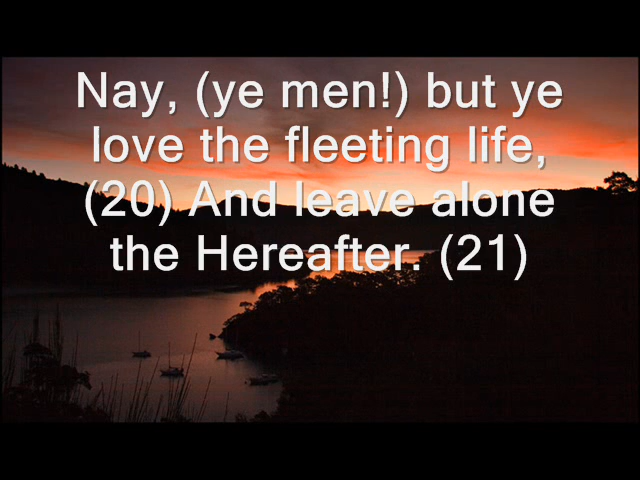 Nay, (ye men!) but ye
love the fleeting life,
(20) And leave alone
the Hereafter. (21)